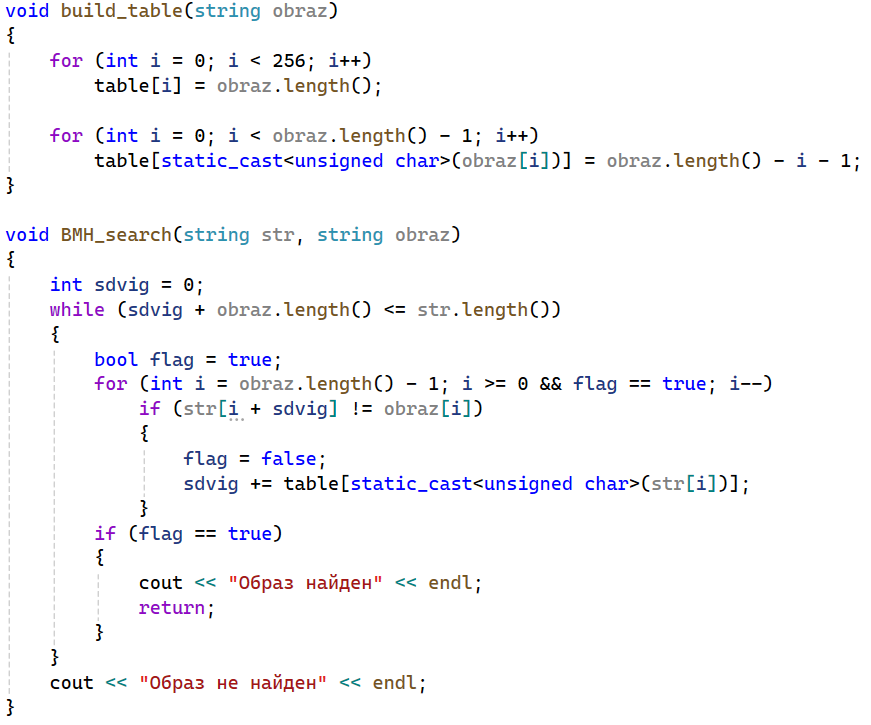 void build_table(string obraz)
{
    for (int i = 0; i < 256; i++)
        table[i] = obraz.length();

    for (int i = 0; i < obraz.length() - 1; i++)
        table[static_cast<unsigned char>(obraz[i])] = obraz.length() - i - 1;
}

void BMH_search(string str, string obraz)
{
    int sdvig = 0;
    while (sdvig + obraz.length() <= str.length())
    {
        bool flag = true;
        for (int i = obraz.length() - 1; i >= 0 && flag == true; i--)
            if (str[i + sdvig] != obraz[i])
            {
                flag = false;
                sdvig += table[static_cast<unsigned char>(str[i])];
            }
        if (flag == true)
        {
            cout << "Образ найден" << endl;
            return;
        }
    }
    cout << "Образ не найден" << endl;
}